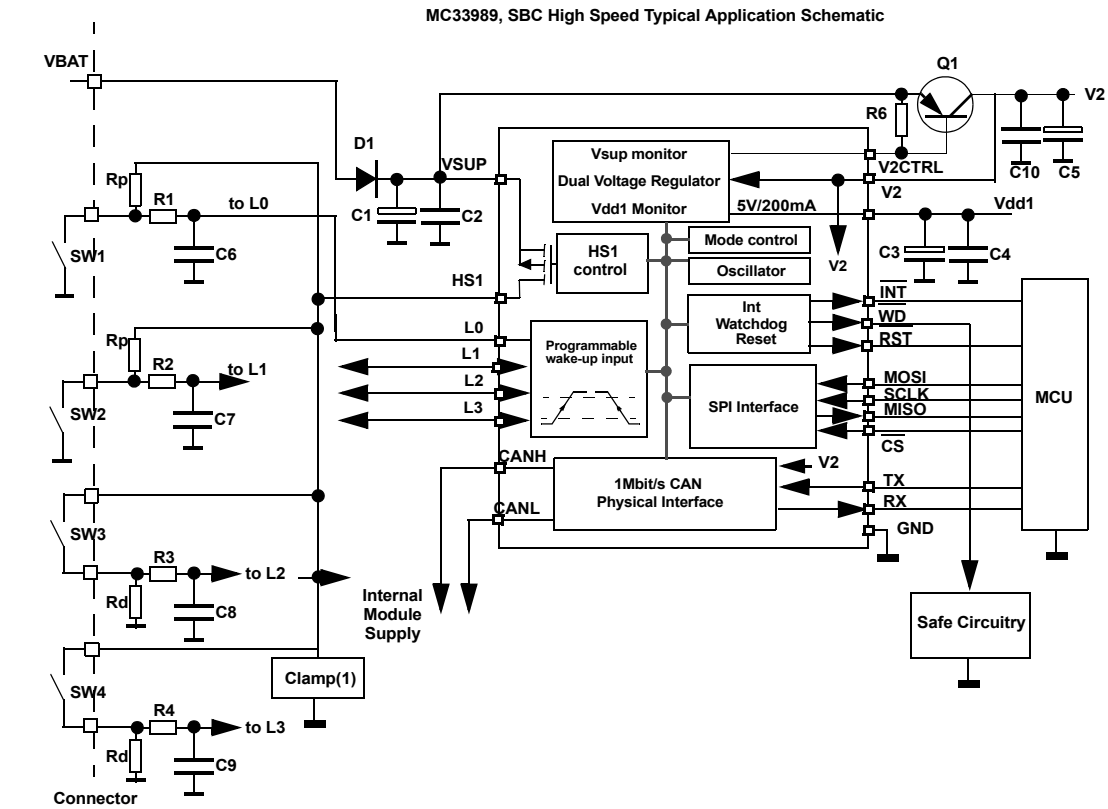 MC33989, SBC High Speed Typical Application Schematic
VBAT
Q1
V2
R6
C10
C5
D1
VSUP
V2CTRL
V2
C1
C2
Vsup monitor
Dual Voltage Regulator
Vdd1 Monitor
5V/200mA
Vdd1
Rp
R1
to L0
SW1
C6
HS1
control
Mode control
Oscillator
V2
C3
C4
HS1
Int
Watchdog
Reset
INT
WD
RST
L0
L1
L2
L3
Programmable
wake-up input
Rp
R2
to L1
SW2
C7
SPI Interface
MOSI
SCLK
MISO
CS
MCU
CANH
CANL
1Mbit/s CAN
Physical Interface
V2
TX
RX
GND
SW3
R3
to L2
Rd
C8
Internal
Module
Supply
Safe Circuitry
Clamp(1)
SW4
R4
to L3
Rd
C9
Connector